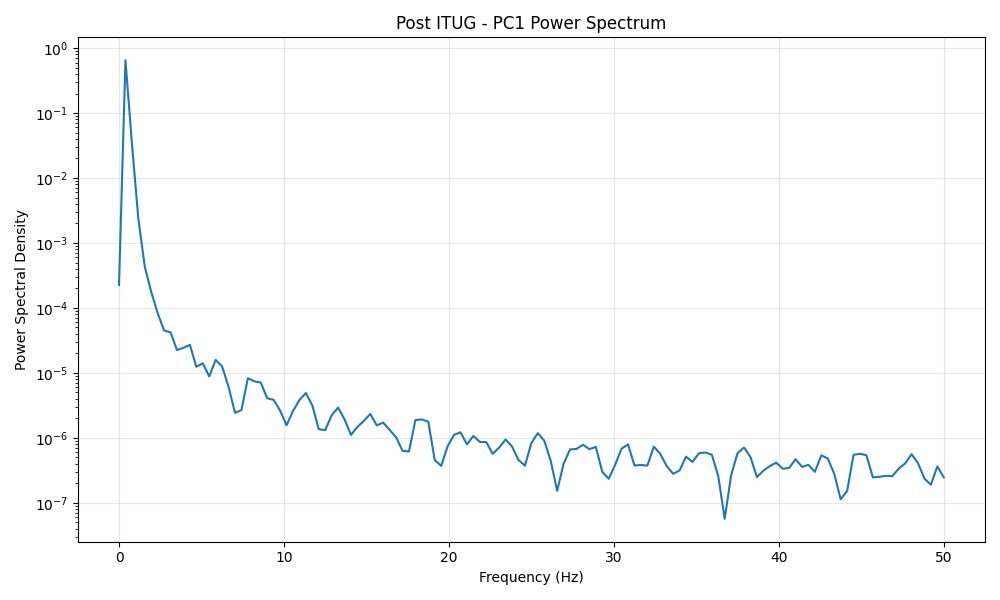 Post ITUG - PC1 Power Spectrum
Power Spectral Density
10⁰
10⁻¹
10⁻²
10⁻³
10⁻⁴
10⁻⁵
10⁻⁶
10⁻⁷
0 10 20 30 40 50
Frequency (Hz)